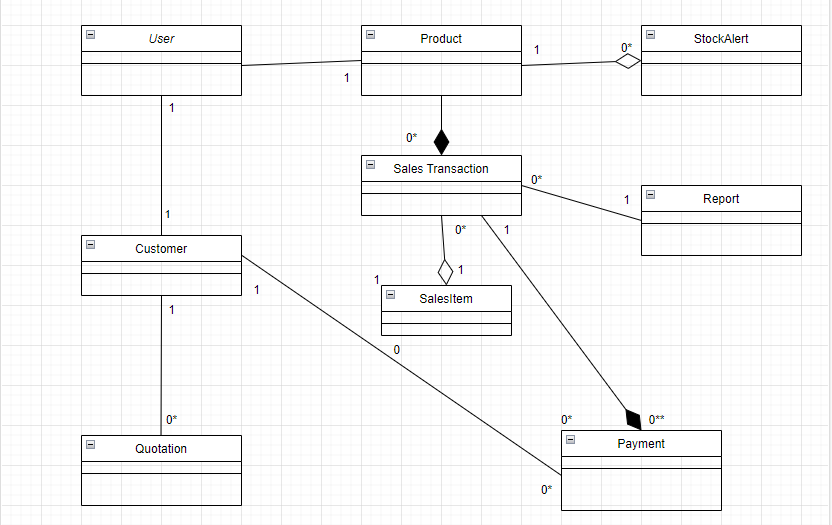 User
Product
StockAlert
1
0*
1
1
0*
Sales Transaction
0*
1
Report
1
0*
1
Customer
1
1
1
SalesItem
1
0
0*
0*
0**
Quotation
Payment
0*